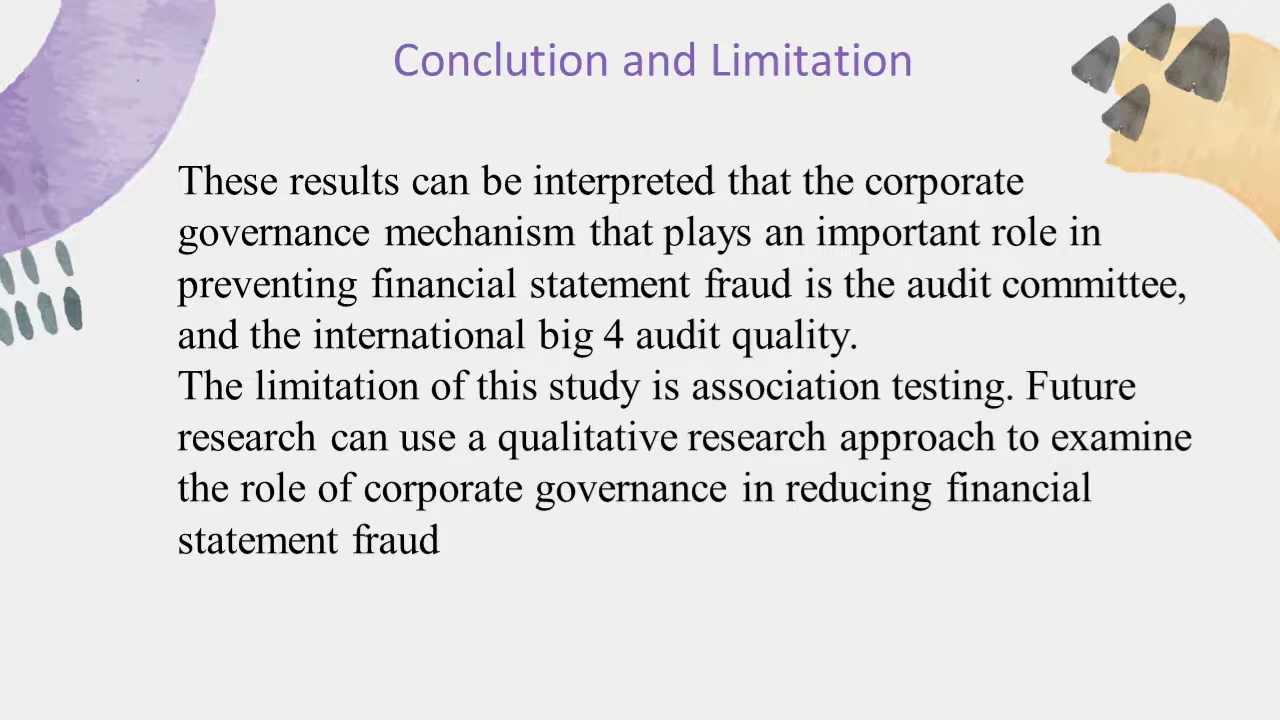 Conclution and Limitation
These results can be interpreted that the corporate
governance mechanism that plays an important role in
preventing financial statement fraud is the audit committee,
and the international big 4 audit quality.
The limitation of this study is association testing. Future
research can use a qualitative research approach to examine
the role of corporate governance in reducing financial
statement fraud